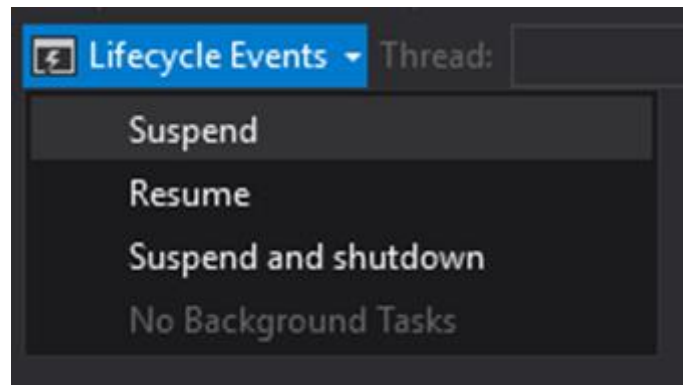 Lifecycle Events Thread:
Suspend
Resume
Suspend and shutdown
No Background Tasks